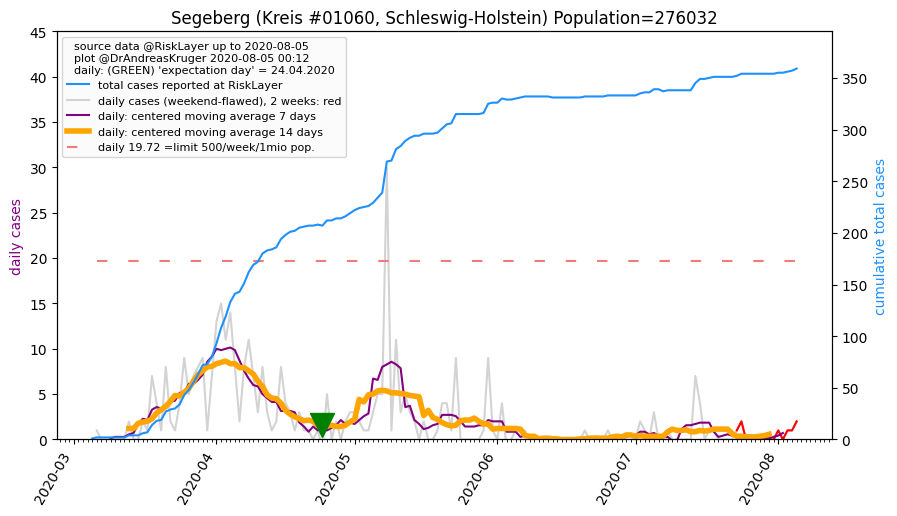 Segeberg (Kreis #01060, Schleswig-Holstein) Population=276032
source data @RiskLayer up to 2020-08-05
plot @DrAndreasKruger 2020-08-05 00:12
daily: (GREEN) 'expectation day' = 24.04.2020
total cases reported at RiskLayer
daily cases (weekend-flawed), 2 weeks: red
daily: centered moving average 7 days
daily: centered moving average 14 days
daily 19.72 =limit 500/week/1mio pop.
daily cases
45
40
35
30
25
20
15
10
5
0
350
300
250
200
150
100
50
0
cumulative total cases
2020-03
2020-04
2020-05
2020-06
2020-07
2020-08